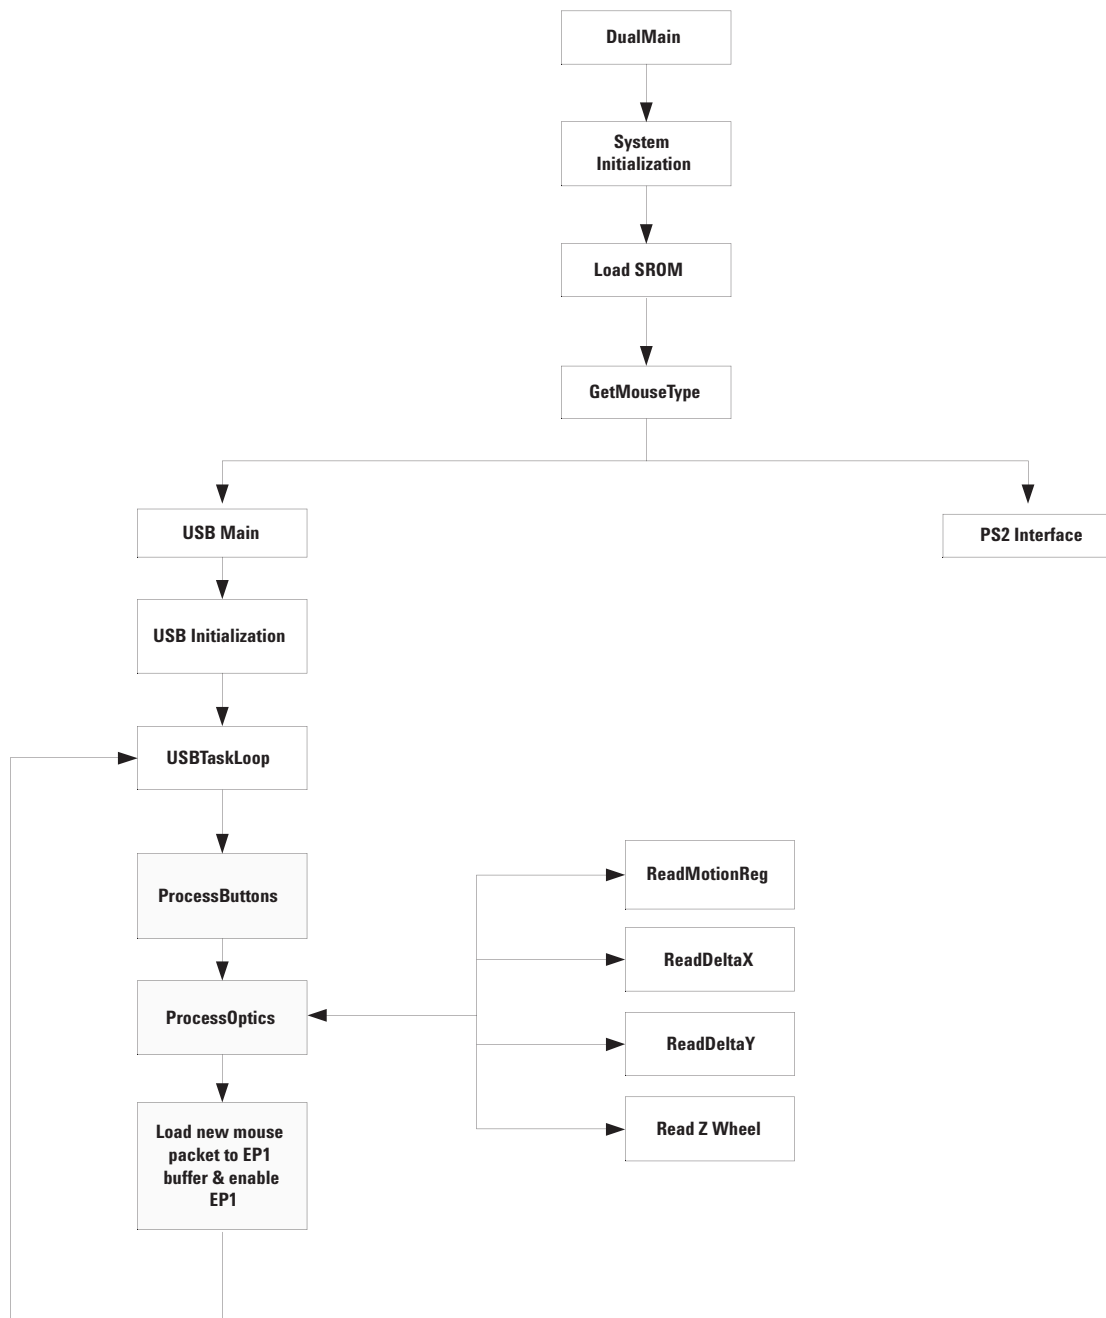 DualMain
System
Initialization
Load SROM
GetMouseType
USB Main
PS2 Interface
USB Initialization
USBTaskLoop
ProcessButtons
ReadMotionReg
ReadDeltaX
ProcessOptics
ReadDeltaY
Load new mouse
packet to EP1
buffer & enable
EP1
Read Z Wheel